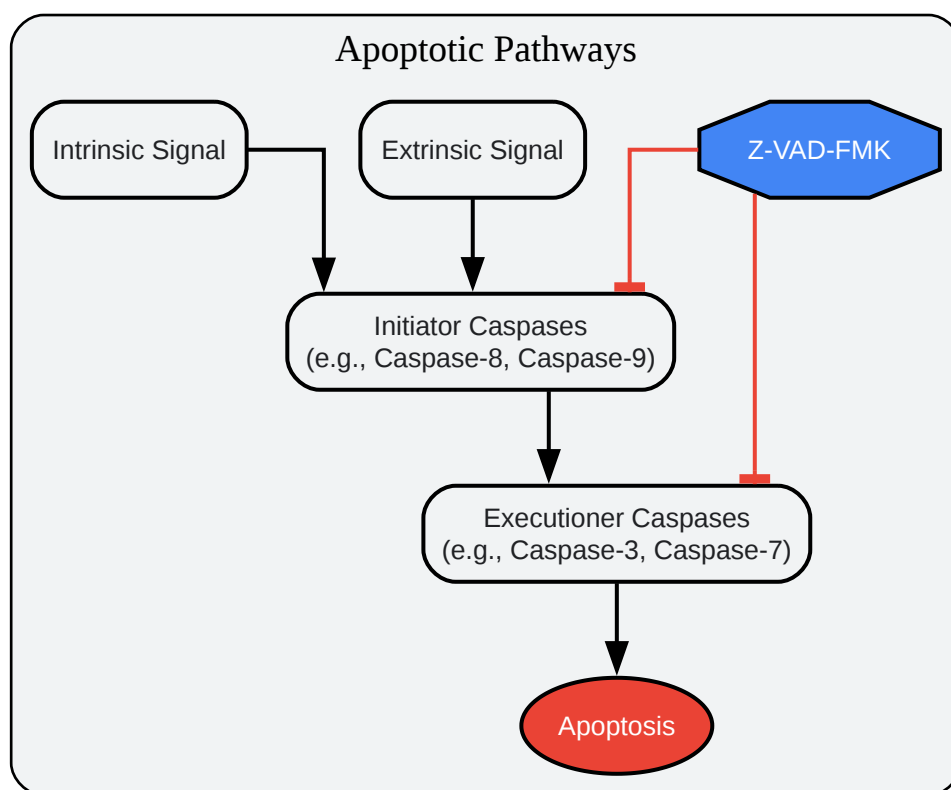 Apoptotic Pathways
Intrinsic Signal
Extrinsic Signal
Z-VAD-FMK
Initiator Caspases
(e.g., Caspase-8, Caspase-9)
Executioner Caspases
(e.g., Caspase-3, Caspase-7)
Apoptosis